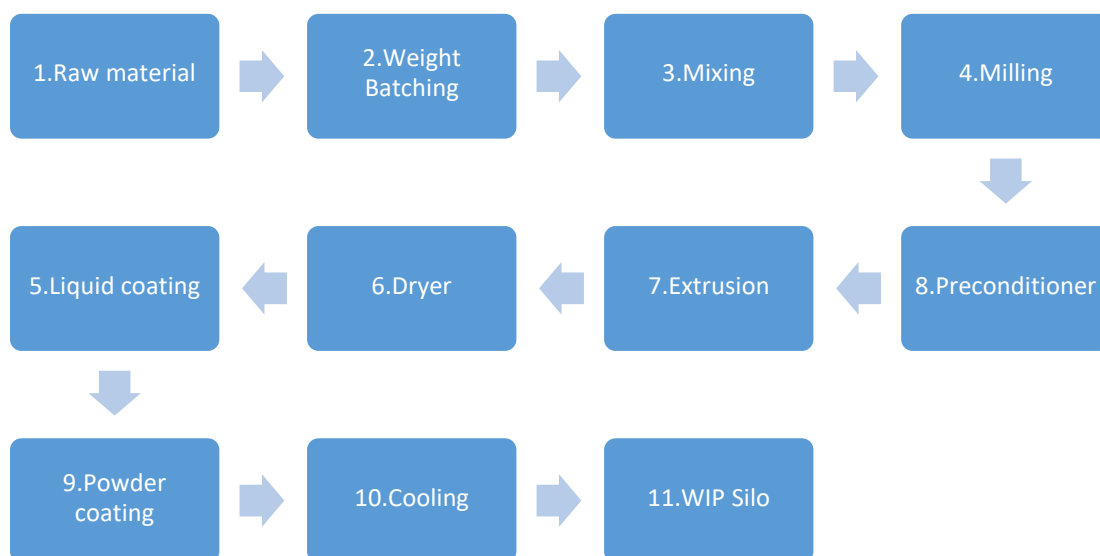 1.Raw material
2.Weight
Batching
3.Mixing
4.Milling
5.Liquid coating
6.Dryer
7.Extrusion
8.Preconditioner
9.Powder
coating
10.Cooling
11.WIP Silo